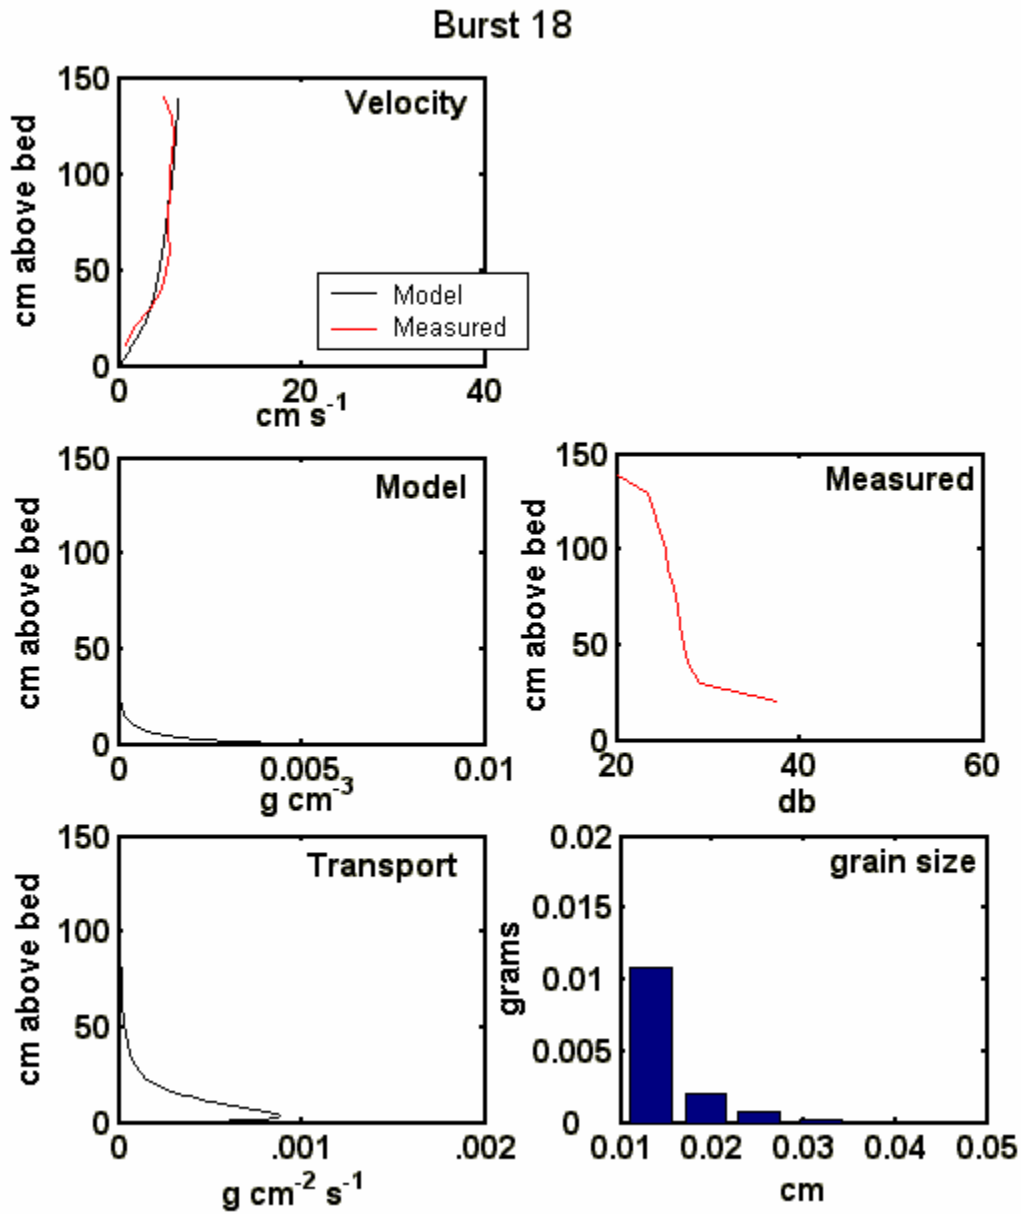 Burst 18
150
100
50
0
cm above bed
Velocity
Model
Measured
0 20 40
cm s-1
150
100
50
0
cm above bed
Model
0 0.005 0.01
g cm-3
150
100
50
0
cm above bed
Measured
20 40 60
db
150
100
50
0
cm above bed
Transport
0 .001 .002
g cm-2 s-1
0.02
0.015
0.01
0.005
0
grams
grain size
0.01 0.02 0.03 0.04 0.05
cm